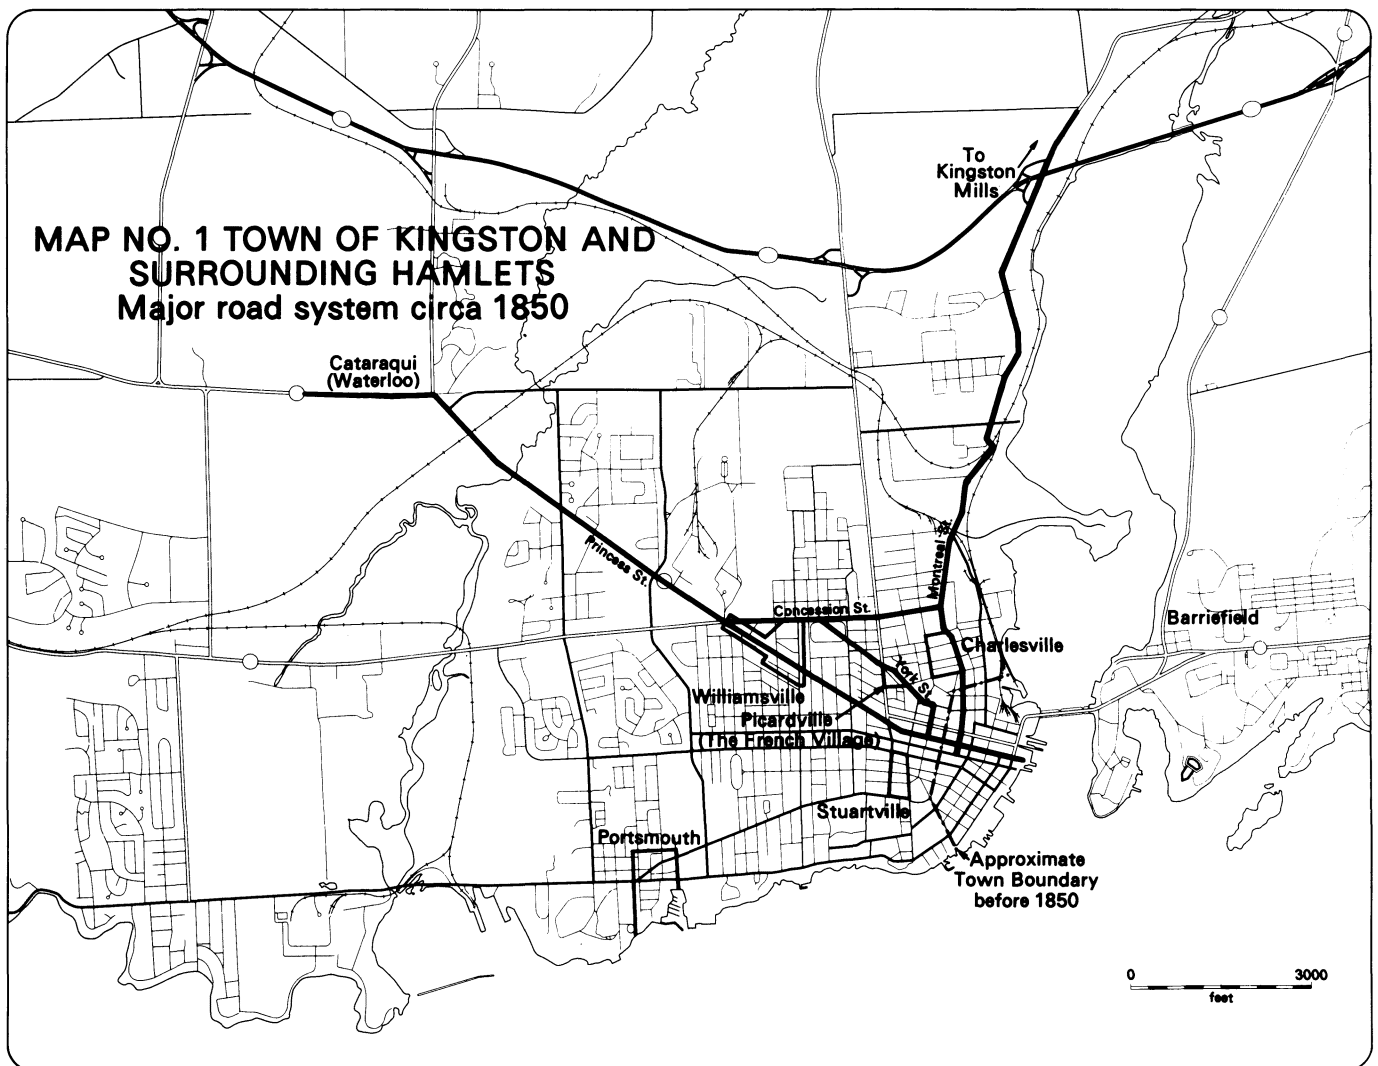 MAP NO. 1 TOWN OF KINGSTON AND
SURROUNDING HAMLETS
Major road system circa 1850
To
Kingston
Mills
Cataraqui
(Waterloo)
Princess St.
Montreal St.
Concession St.
Barriefield
Charlesville
York St.
Williamsville
Picardville
(The French Village)
Stuartville
Portsmouth
Approximate
Town Boundary
before 1850
0 3000
feet